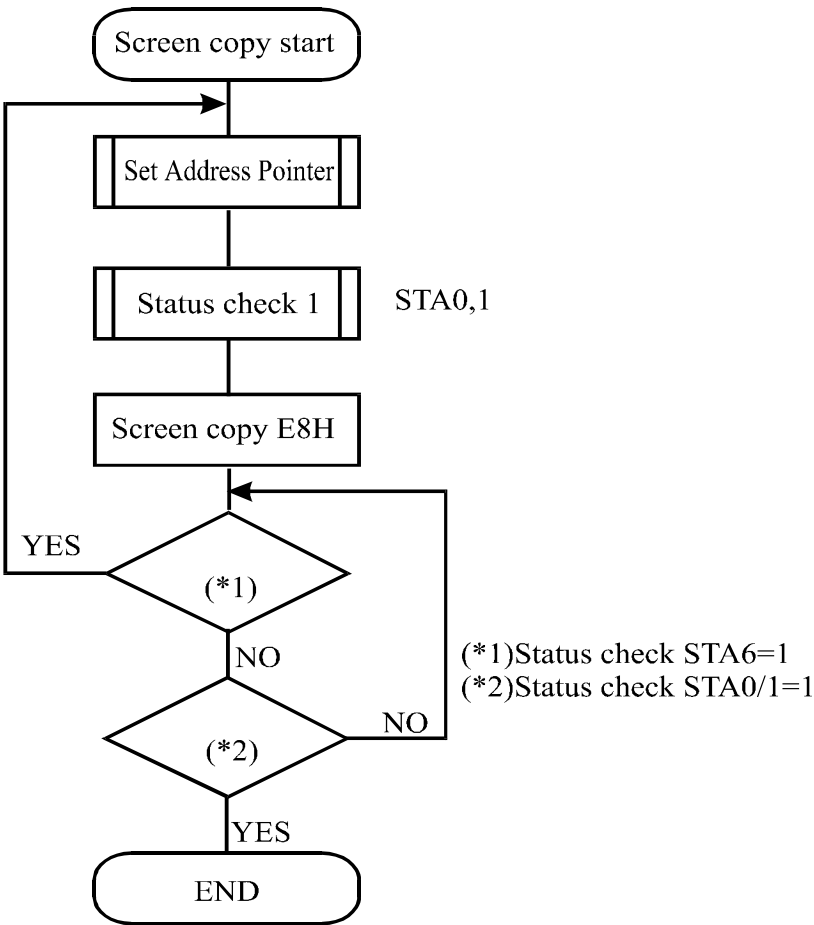 Screen copy start
Set Address Pointer
Status check 1
STA0,1
Screen copy E8H
YES
(*1)
NO
(*1)Status check STA6=1
(*2)Status check STA0/1=1
(*2)
NO
YES
END